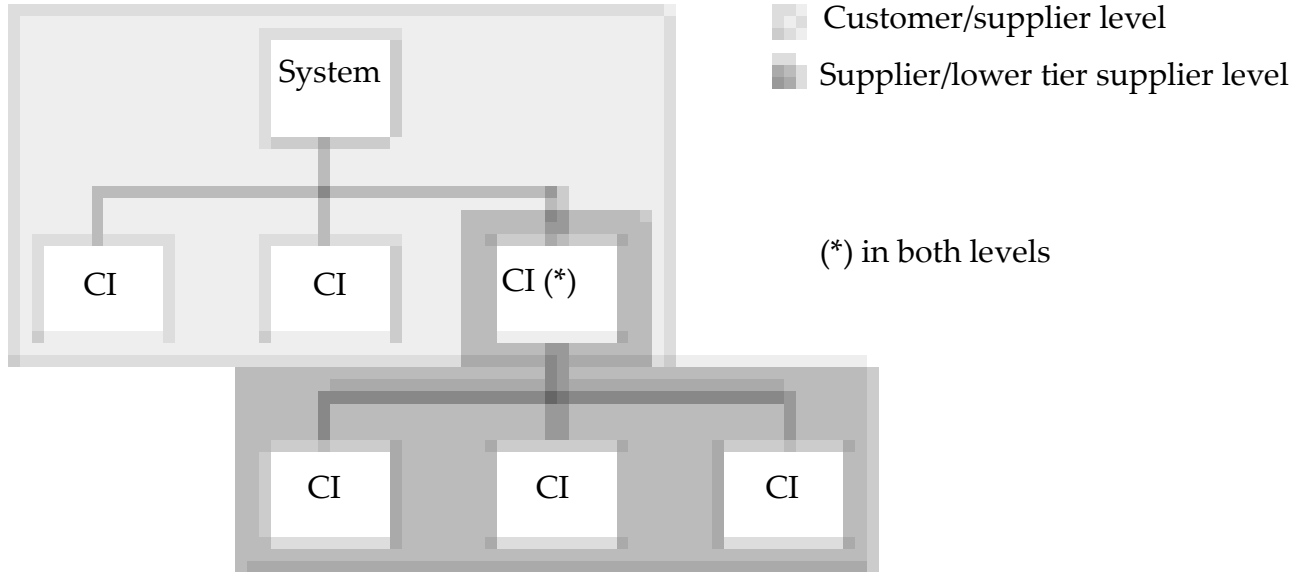 Customer/supplier level
System
Supplier/lower tier supplier level
(*) in both levels
CI
CI
CI (*)
CI
CI
CI